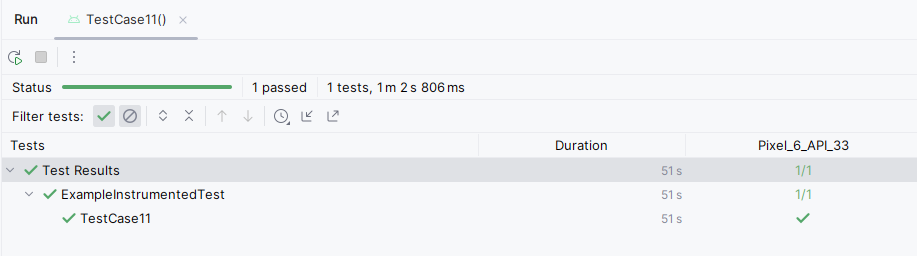 Run TestCase11()
Status 1 passed 1 tests, 1 m 2 s 806 ms
Filter tests:
Tests Duration Pixel_6_API_33
Test Results 51 s 1/1
ExampleInstrumentedTest 51 s 1/1
TestCase11 51 s